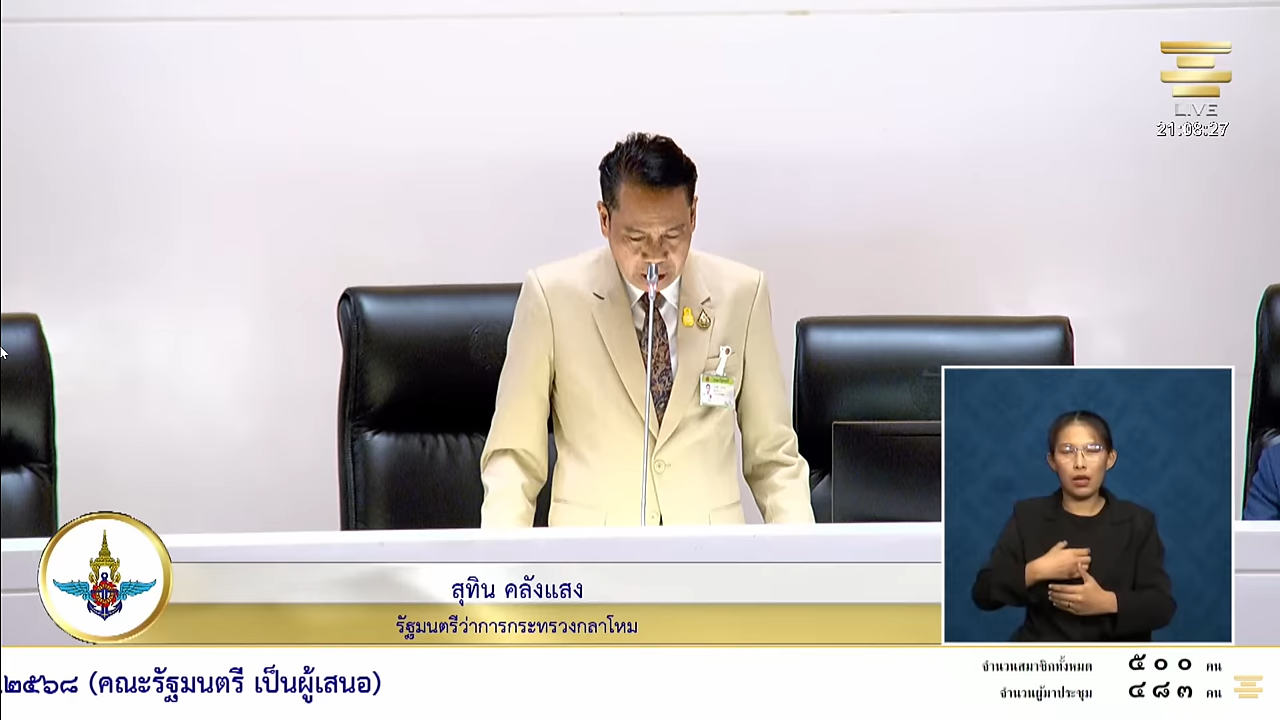 LIVE
21:08:27
สุทิน คลังแสง
รัฐมนตรีว่าการกระทรวงกลาโหม
.๒๕๖๘ (คณะรัฐมนตรี เป็นผู้เสนอ)
จำนวนสมาชิกทั้งหมด ๕๐๐ คน
จำนวนผู้มาประชุม ๔๘๓ คน